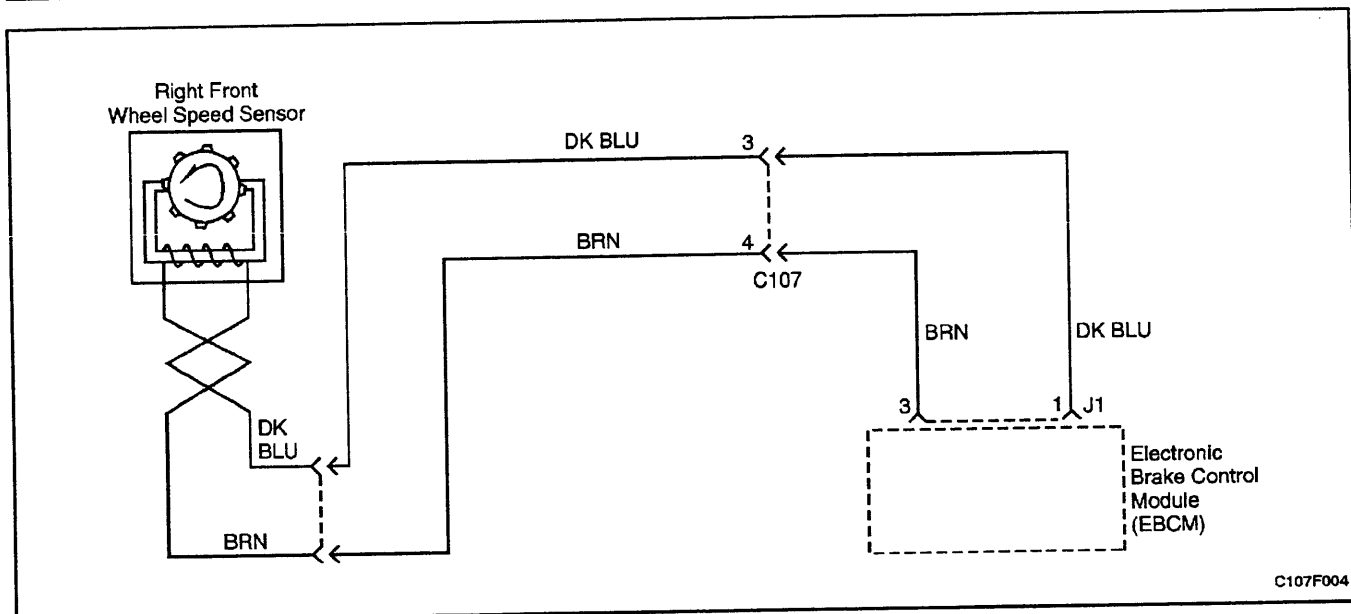 Right Front
Wheel Speed Sensor
DK BLU
3
BRN
4
C107
BRN
DK BLU
3
1
J1
DK
BLU
BRN
Electronic
Brake Control
Module
(EBCM)
C107F004